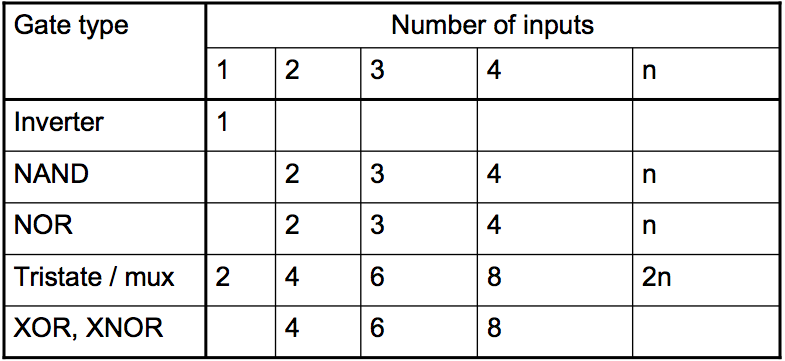 Gate type Number of inputs
1 2 3 4 n
Inverter 1
NAND 2 3 4 n
NOR 2 3 4 n
Tristate / mux 2 4 6 8 2n
XOR, XNOR 4 6 8